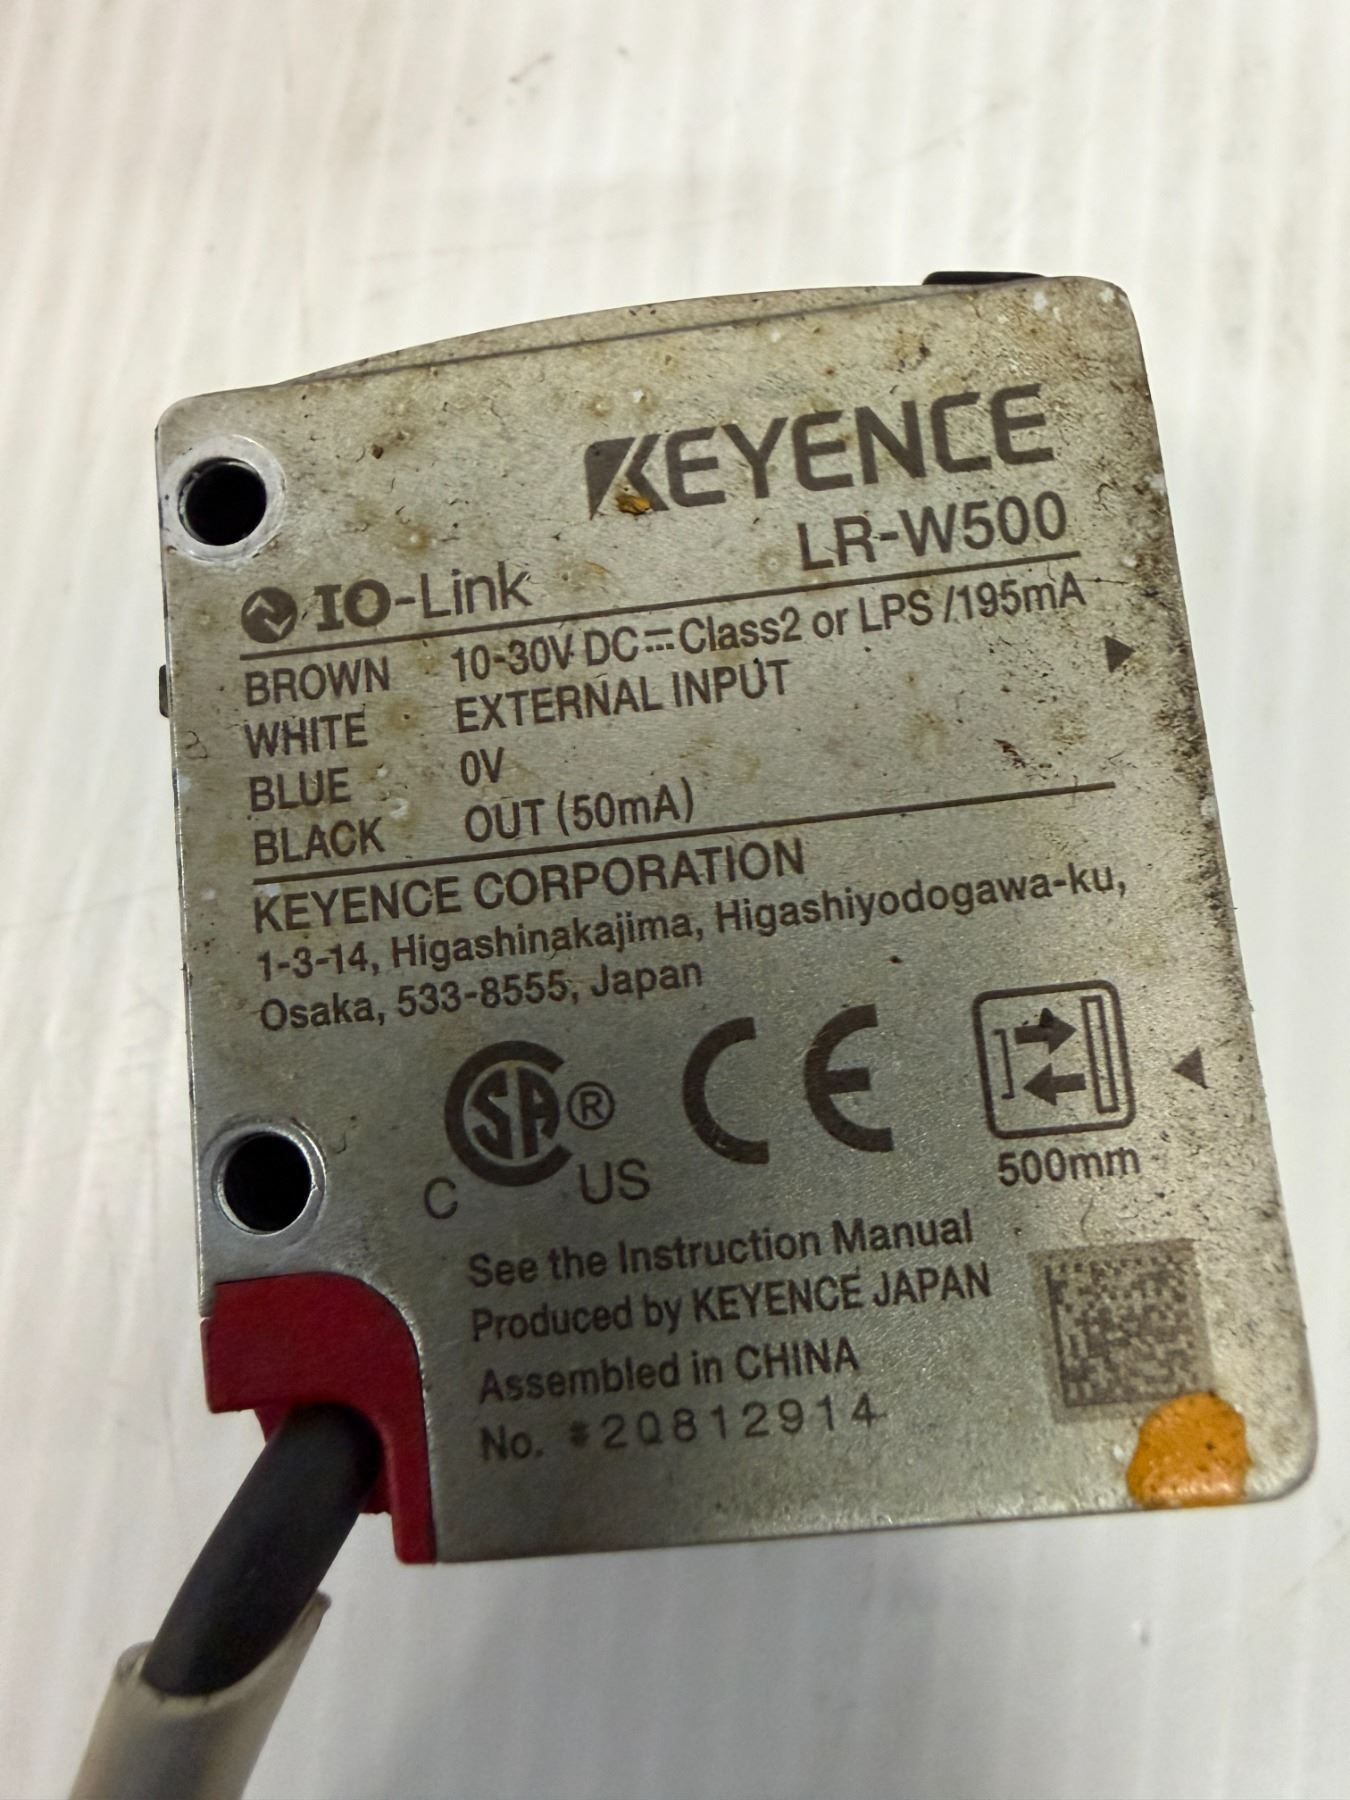 KEYENCE
LR-W500
IO-Link
BROWN 10-30V DC⎓Class2 or LPS /195mA
WHITE EXTERNAL INPUT
BLUE 0V
BLACK OUT (50mA)
KEYENCE CORPORATION
1-3-14, Higashinakajima, Higashiyodogawa-ku,
Osaka, 533-8555, Japan
C SA ® C US CE
500mm
See the Instruction Manual
Produced by KEYENCE JAPAN
Assembled in CHINA
No. *2Q812914